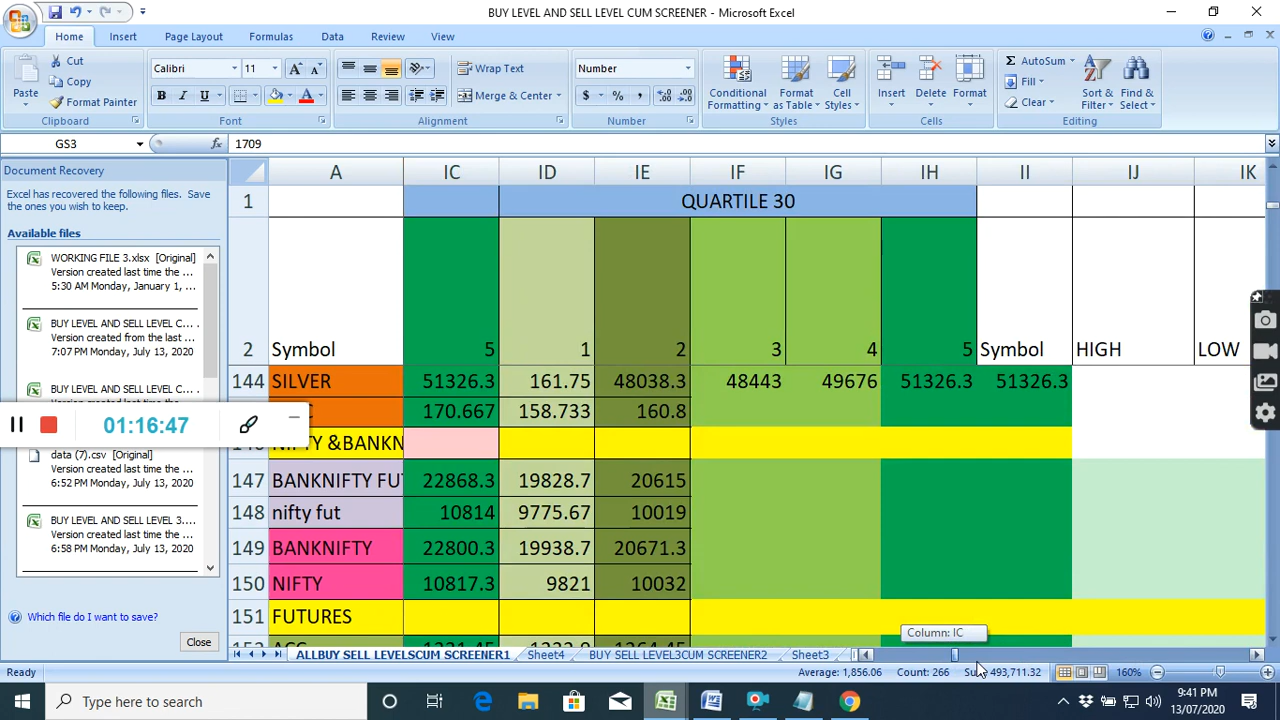 BUY LEVEL AND SELL LEVEL CUM SCREENER - Microsoft Excel
Home Insert Page Layout Formulas Data Review View
Paste Cut Copy Format Painter Clipboard
Calibri 11 B I U Font
Wrap Text Merge & Center Alignment
Number $ % , Number
Conditional Formatting Format as Table Cell Styles Styles
Insert Delete Format Cells
AutoSum Fill Clear Sort & Filter Find & Select Editing
GS3 fx 1709
Document Recovery
Excel has recovered the following files. Save the ones you wish to keep.
Available files
WORKING FILE 3.xlsx [Original]
Version created last time the ...
5:30 AM Monday, January 1, ...
BUY LEVEL AND SELL LEVEL C... .
Version created from the last ...
7:07 PM Monday, July 13, 2020
BUY LEVEL AND SELL LEVEL C... .
01:16:47
data (7).csv [Original]
Version created last time the ...
6:52 PM Monday, July 13, 2020
BUY LEVEL AND SELL LEVEL 3....
Version created last time the ...
6:58 PM Monday, July 13, 2020
Which file do I want to save?
Close
A IC ID IE IF IG IH II IJ IK
1 QUARTILE 30
2 Symbol 5 1 2 3 4 5 Symbol HIGH LOW
144 SILVER 51326.3 161.75 48038.3 48443 49676 51326.3 51326.3
170.667 158.733 160.8
NIFTY &BANKN
147 BANKNIFTY FU 22868.3 19828.7 20615
148 nifty fut 10814 9775.67 10019
149 BANKNIFTY 22800.3 19938.7 20671.3
150 NIFTY 10817.3 9821 10032
151 FUTURES
Column: IC
ALLBUY SELL LEVELSCUM SCREENER1 Sheet4 BUY SELL LEVEL3CUM SCREENER2 Sheet3
Ready Average: 1,856.06 Count: 266 493,711.32 160%
Type here to search
9:41 PM
13/07/2020